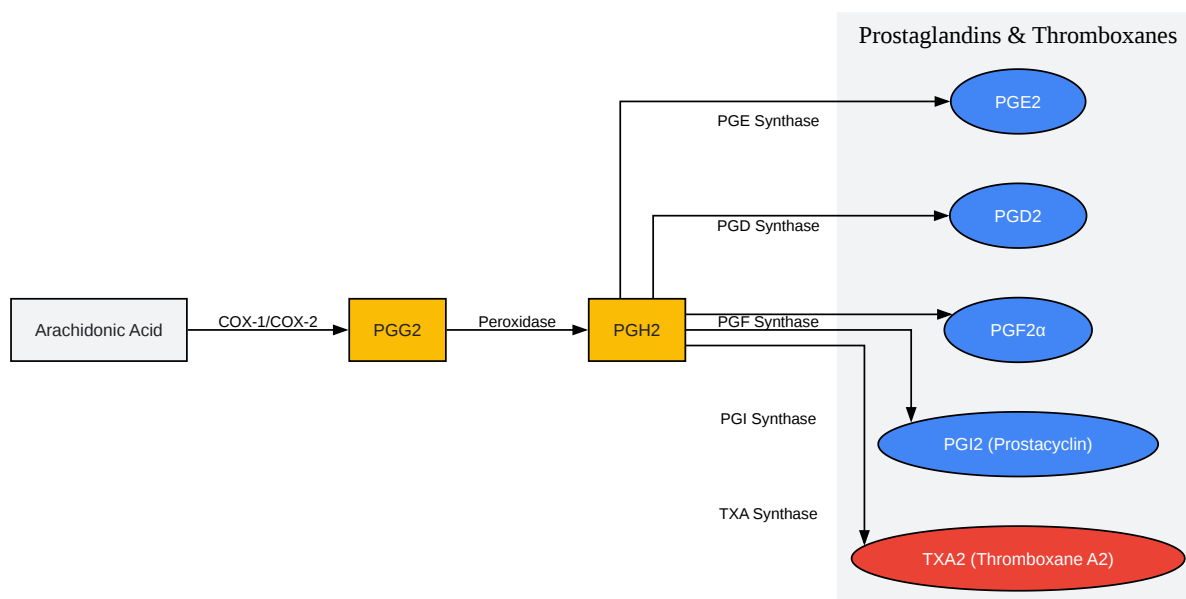 Prostaglandins & Thromboxanes
PGE2
PGE Synthase
PGD2
PGD Synthase
Arachidonic Acid
COX-1/COX-2
PGG2
Peroxidase
PGH2
PGF Synthase
PGF2α
PGI Synthase
PGI2 (Prostacyclin)
TXA Synthase
TXA2 (Thromboxane A2)